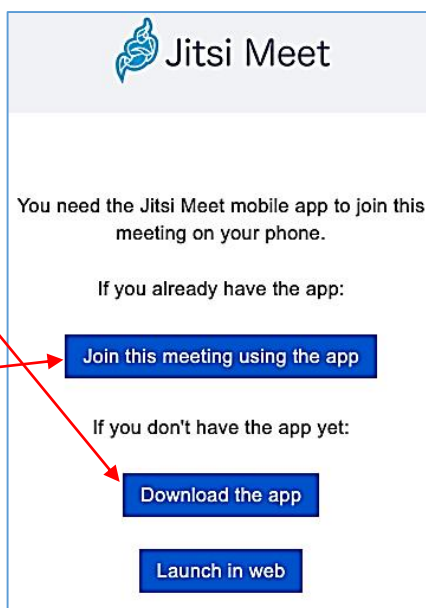 Jitsi Meet
You need the Jitsi Meet mobile app to join this
meeting on your phone.
If you already have the app:
Join this meeting using the app
If you don't have the app yet:
Download the app
Launch in web